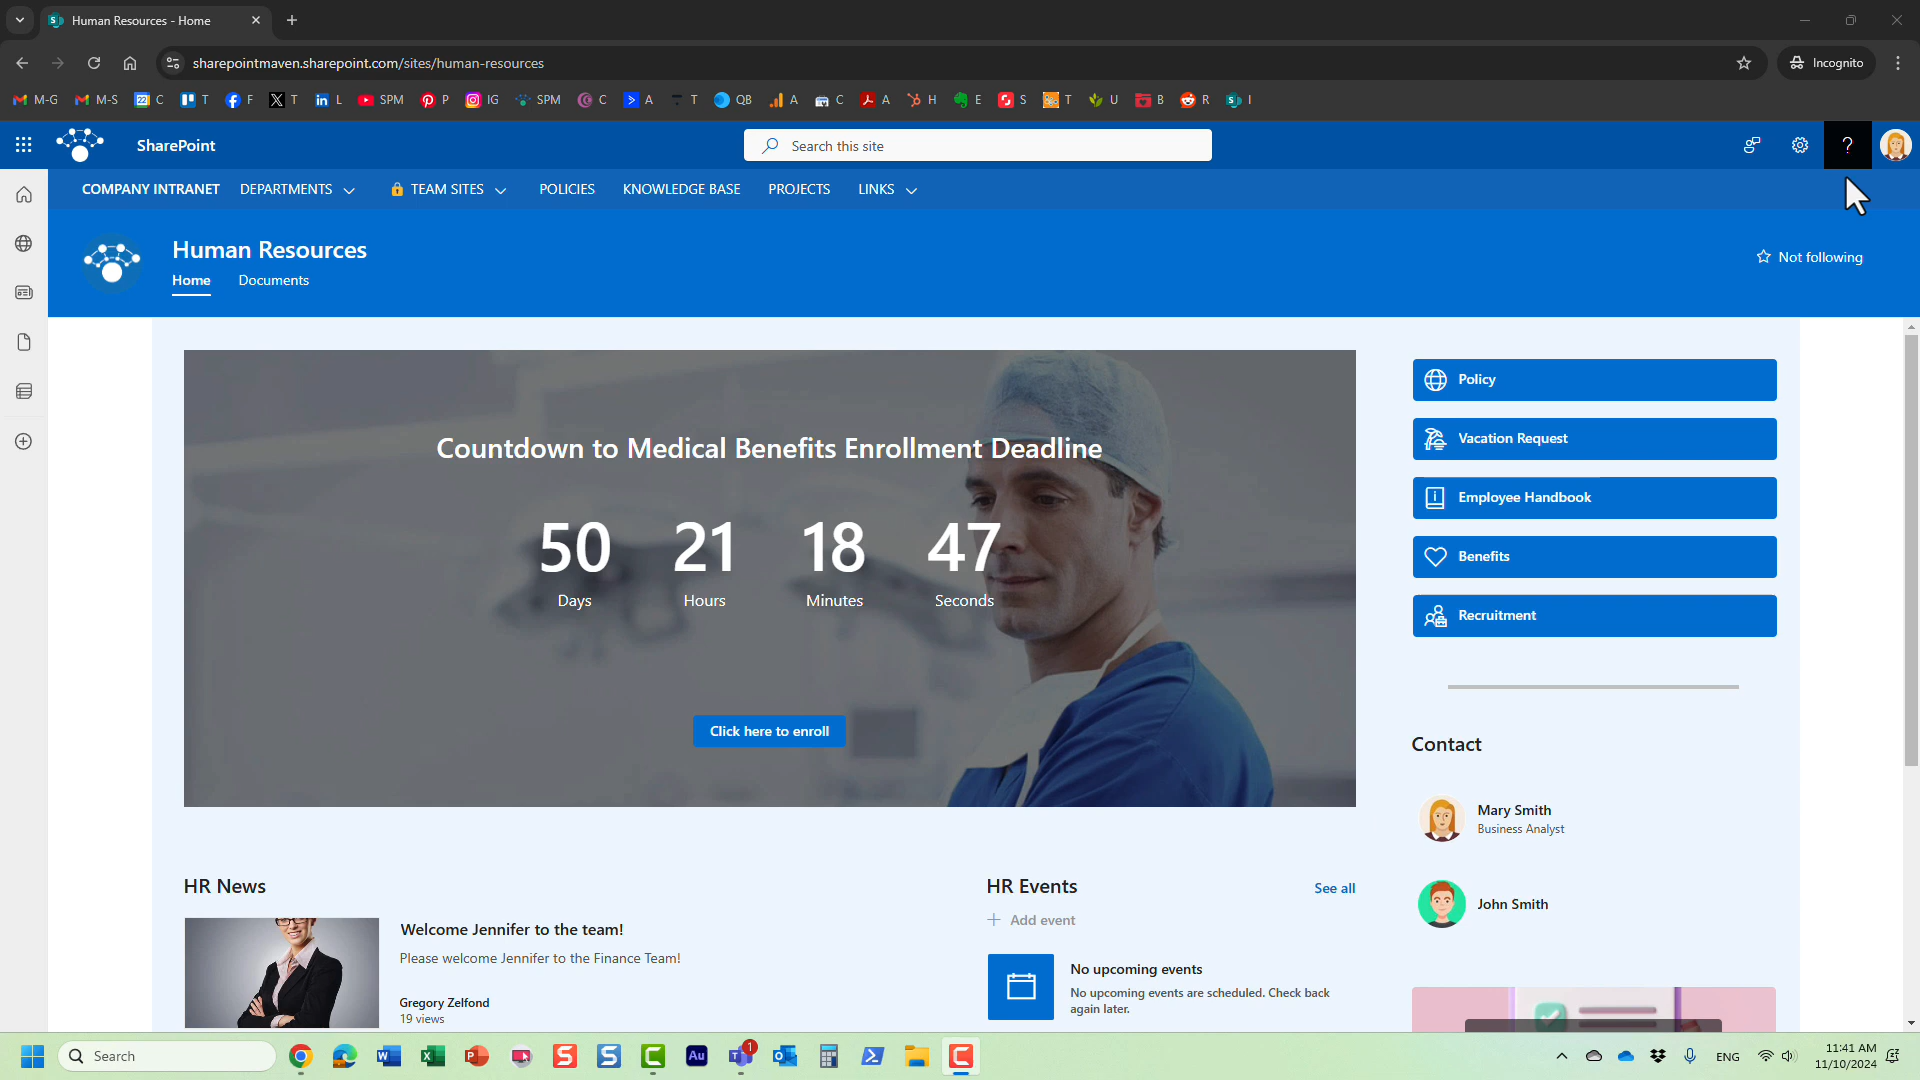 Human Resources - Home
sharepointmaven.sharepoint.com/sites/human-resources
Incognito
M-G
M-S
C
T
F
T
L
SPM
P
IG
SPM
C
A
T
QB
A
C
A
H
E
S
T
U
B
R
I
SharePoint
Search this site
?
COMPANY INTRANET
DEPARTMENTS
TEAM SITES
POLICIES
KNOWLEDGE BASE
PROJECTS
LINKS
Human Resources
Home
Documents
Not following
Countdown to Medical Benefits Enrollment Deadline
50
21
18
47
Days
Hours
Minutes
Seconds
Click here to enroll
Policy
Vacation Request
Employee Handbook
Benefits
Recruitment
Contact
Mary Smith
Business Analyst
John Smith
HR News
Welcome Jennifer to the team!
Please welcome Jennifer to the Finance Team!
Gregory Zelfond
19 views
HR Events
See all
Add event
No upcoming events
No upcoming events are scheduled. Check back
again later.
Search
Au
1
ENG
11:41 AM
11/10/2024